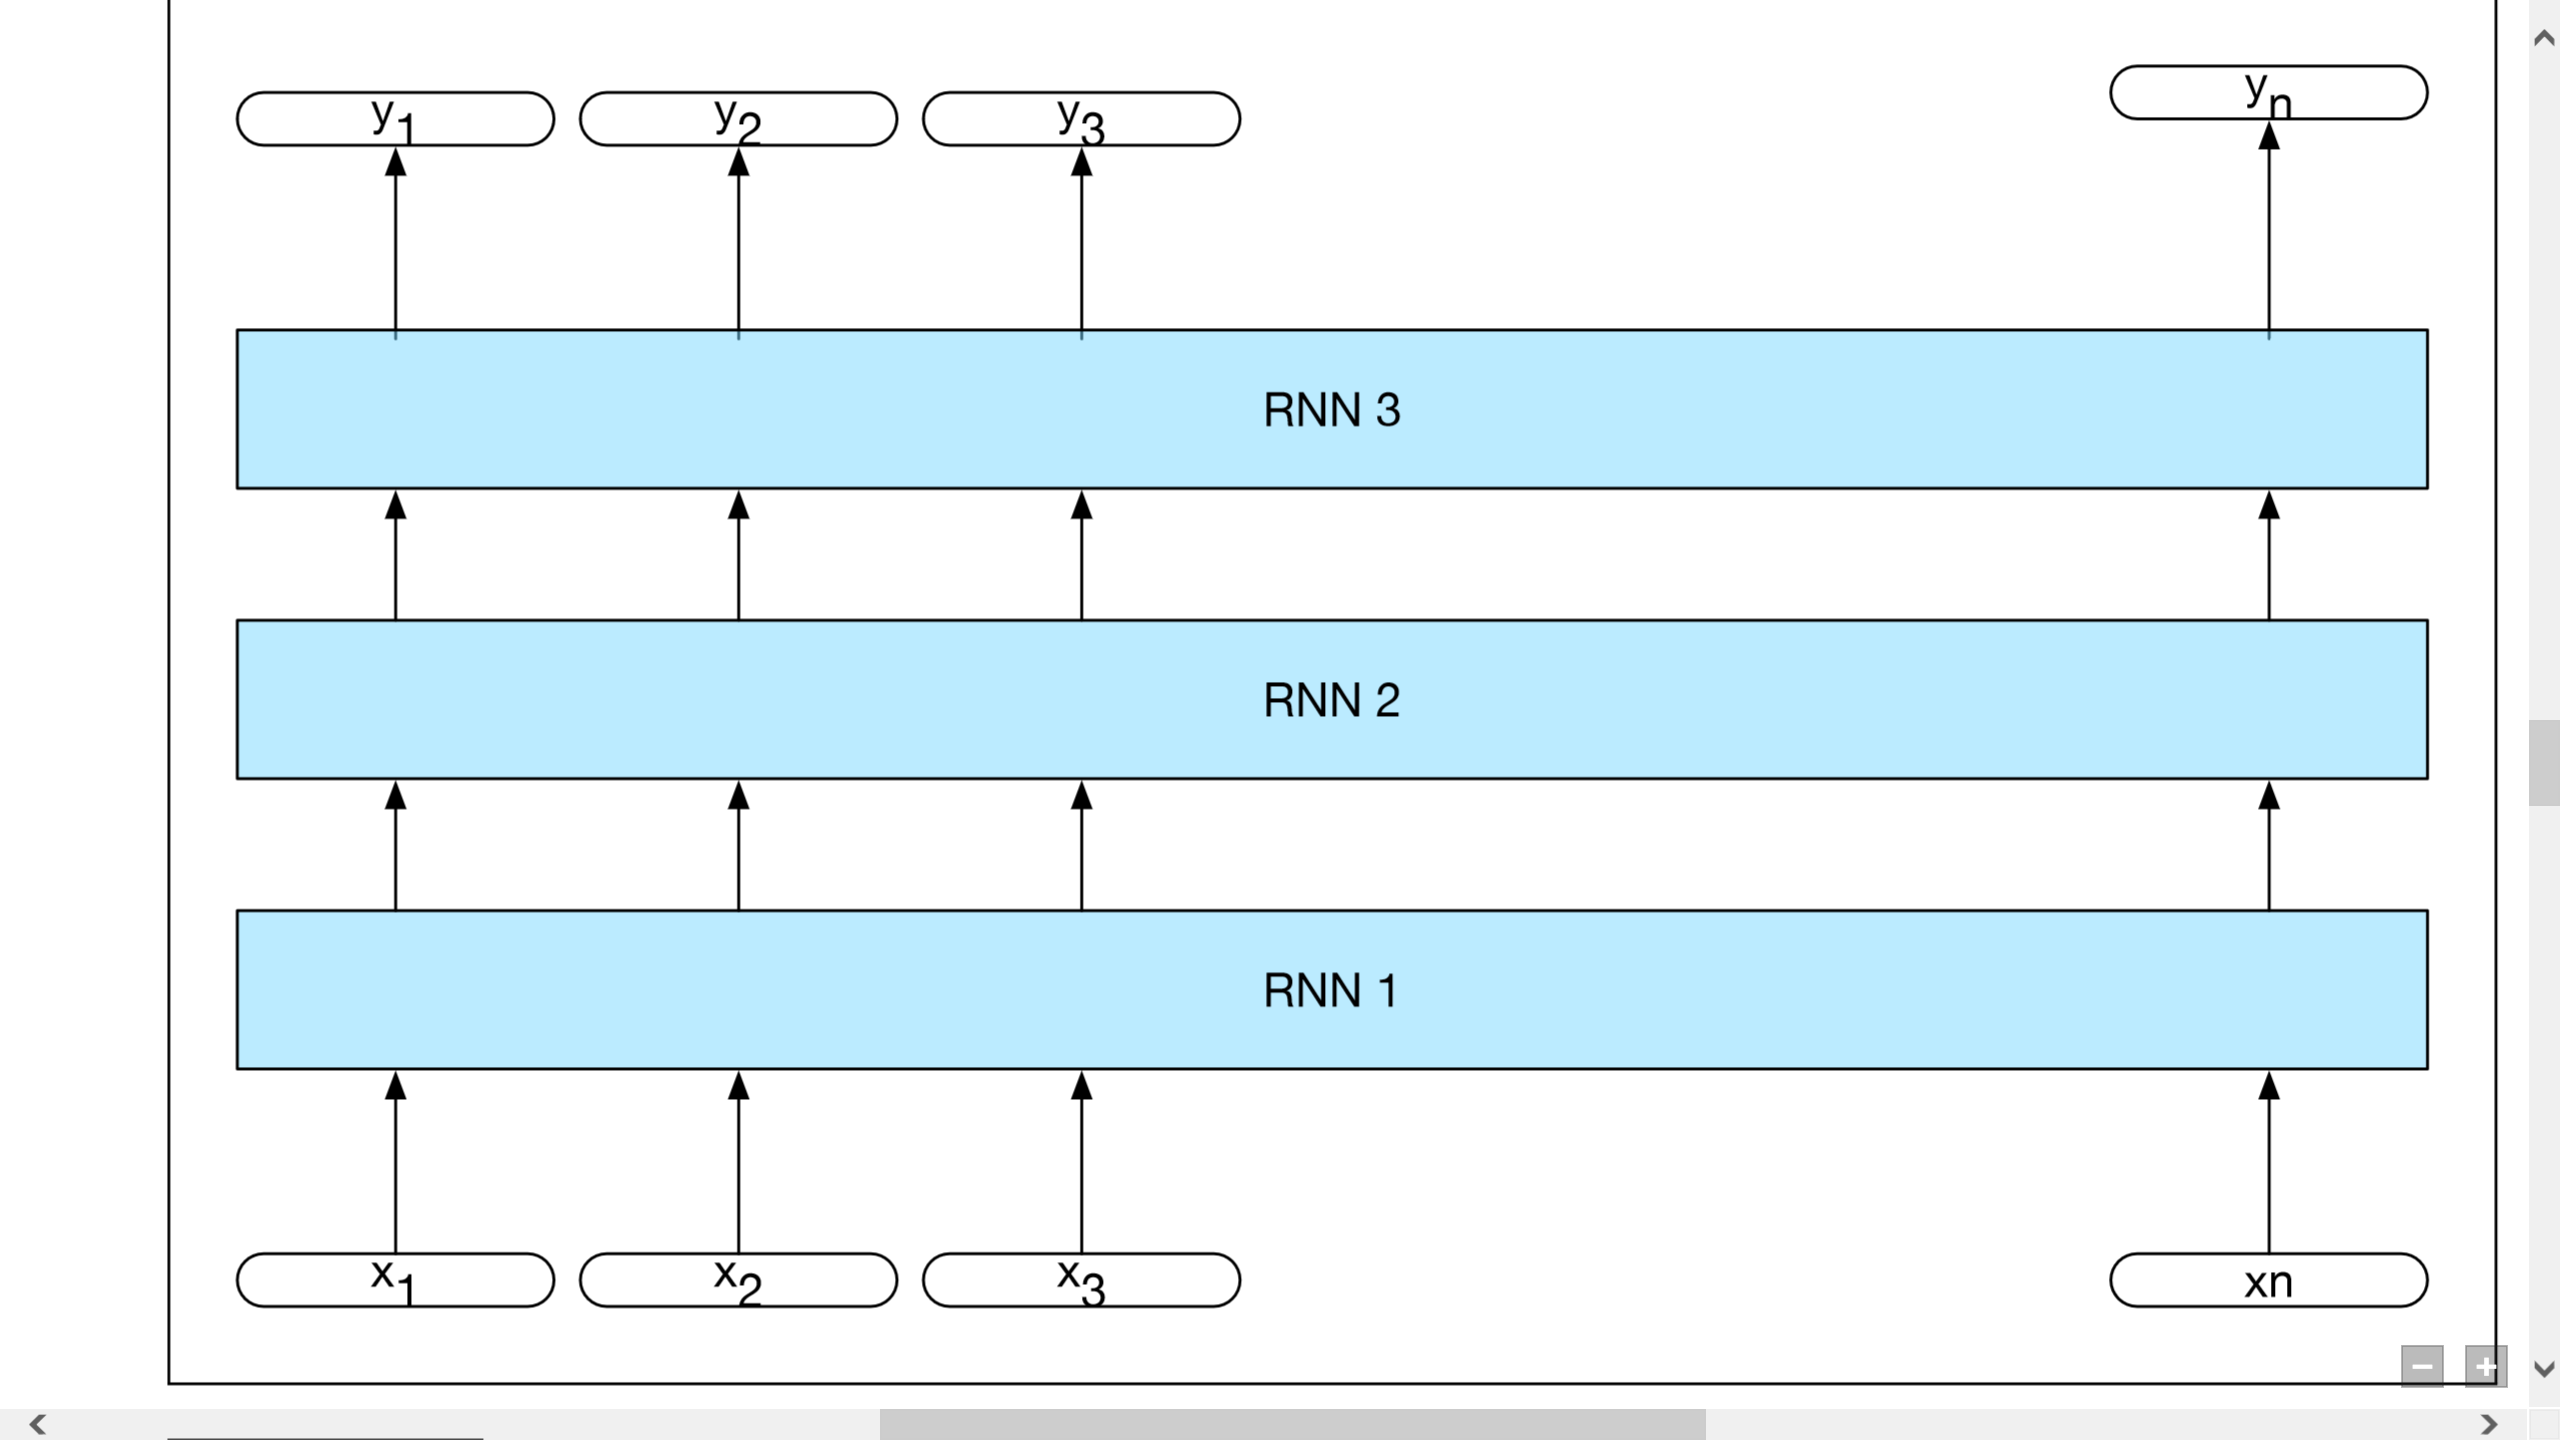 y1 y2 y3 yn
RNN 3
RNN 2
RNN 1
x1 x2 x3 xn